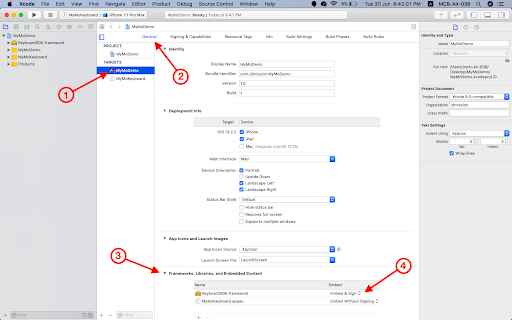 Xcode File Edit View Find Navigate Editor Product Debug Source Control Window Help
Tue 30 Jun 8:42:01 PM MCB-Air-036
MyMoKeyboard iPhone 11 Pro Max MyMoDemo: Ready | Today at 8:41 PM
MyMoDemo
General Signing & Capabilities Resource Tags Info Build Settings Build Phases Build Rules
MyMoDemo
KeyboardSDK.framework
MyMoDemo
MyMoKeyboard
Products
PROJECT
MyMoDemo
TARGETS
MyMoDemo
MyMoKeyboard
1
2
3
4
Identity
Display Name MyMoDemo
Bundle Identifier com.idmission.MyMoDemo
Version 1.0
Build 1
Deployment Info
Target Device
iOS 13.2 iPhone
iPad
Mac (requires macOS 10.15)
Main Interface Main
Device Orientation Portrait
Upside Down
Landscape Left
Landscape Right
Status Bar Style Default
Hide status bar
Requires full screen
Supports multiple windows
App Icons and Launch Images
App Icons Source AppIcon
Launch Screen File LaunchScreen
Frameworks, Libraries, and Embedded Content
Name Embed
KeyboardSDK.framework Embed & Sign
MyMoKeyboard.appex Embed Without Signing
Identity and Type
Name MyMoDemo
Location Absolute
Full Path /Users/mcb-air-036/
Desktop/MyMoDemo/
MyMoDemo.xcodeproj
Project Document
Project Format Xcode 9.3-compatible
Organization idmission
Class Prefix
Text Settings
Indent Using Spaces
Widths 4 4
Tab Indent
Wrap lines